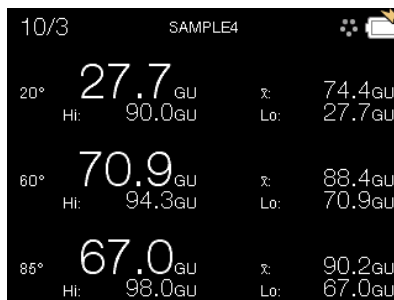 10/3 SAMPLE4
20° 27.7GU x̄: 74.4GU
Hi: 90.0GU Lo: 27.7GU
60° 70.9GU x̄: 88.4GU
Hi: 94.3GU Lo: 70.9GU
85° 67.0GU x̄: 90.2GU
Hi: 98.0GU Lo: 67.0GU